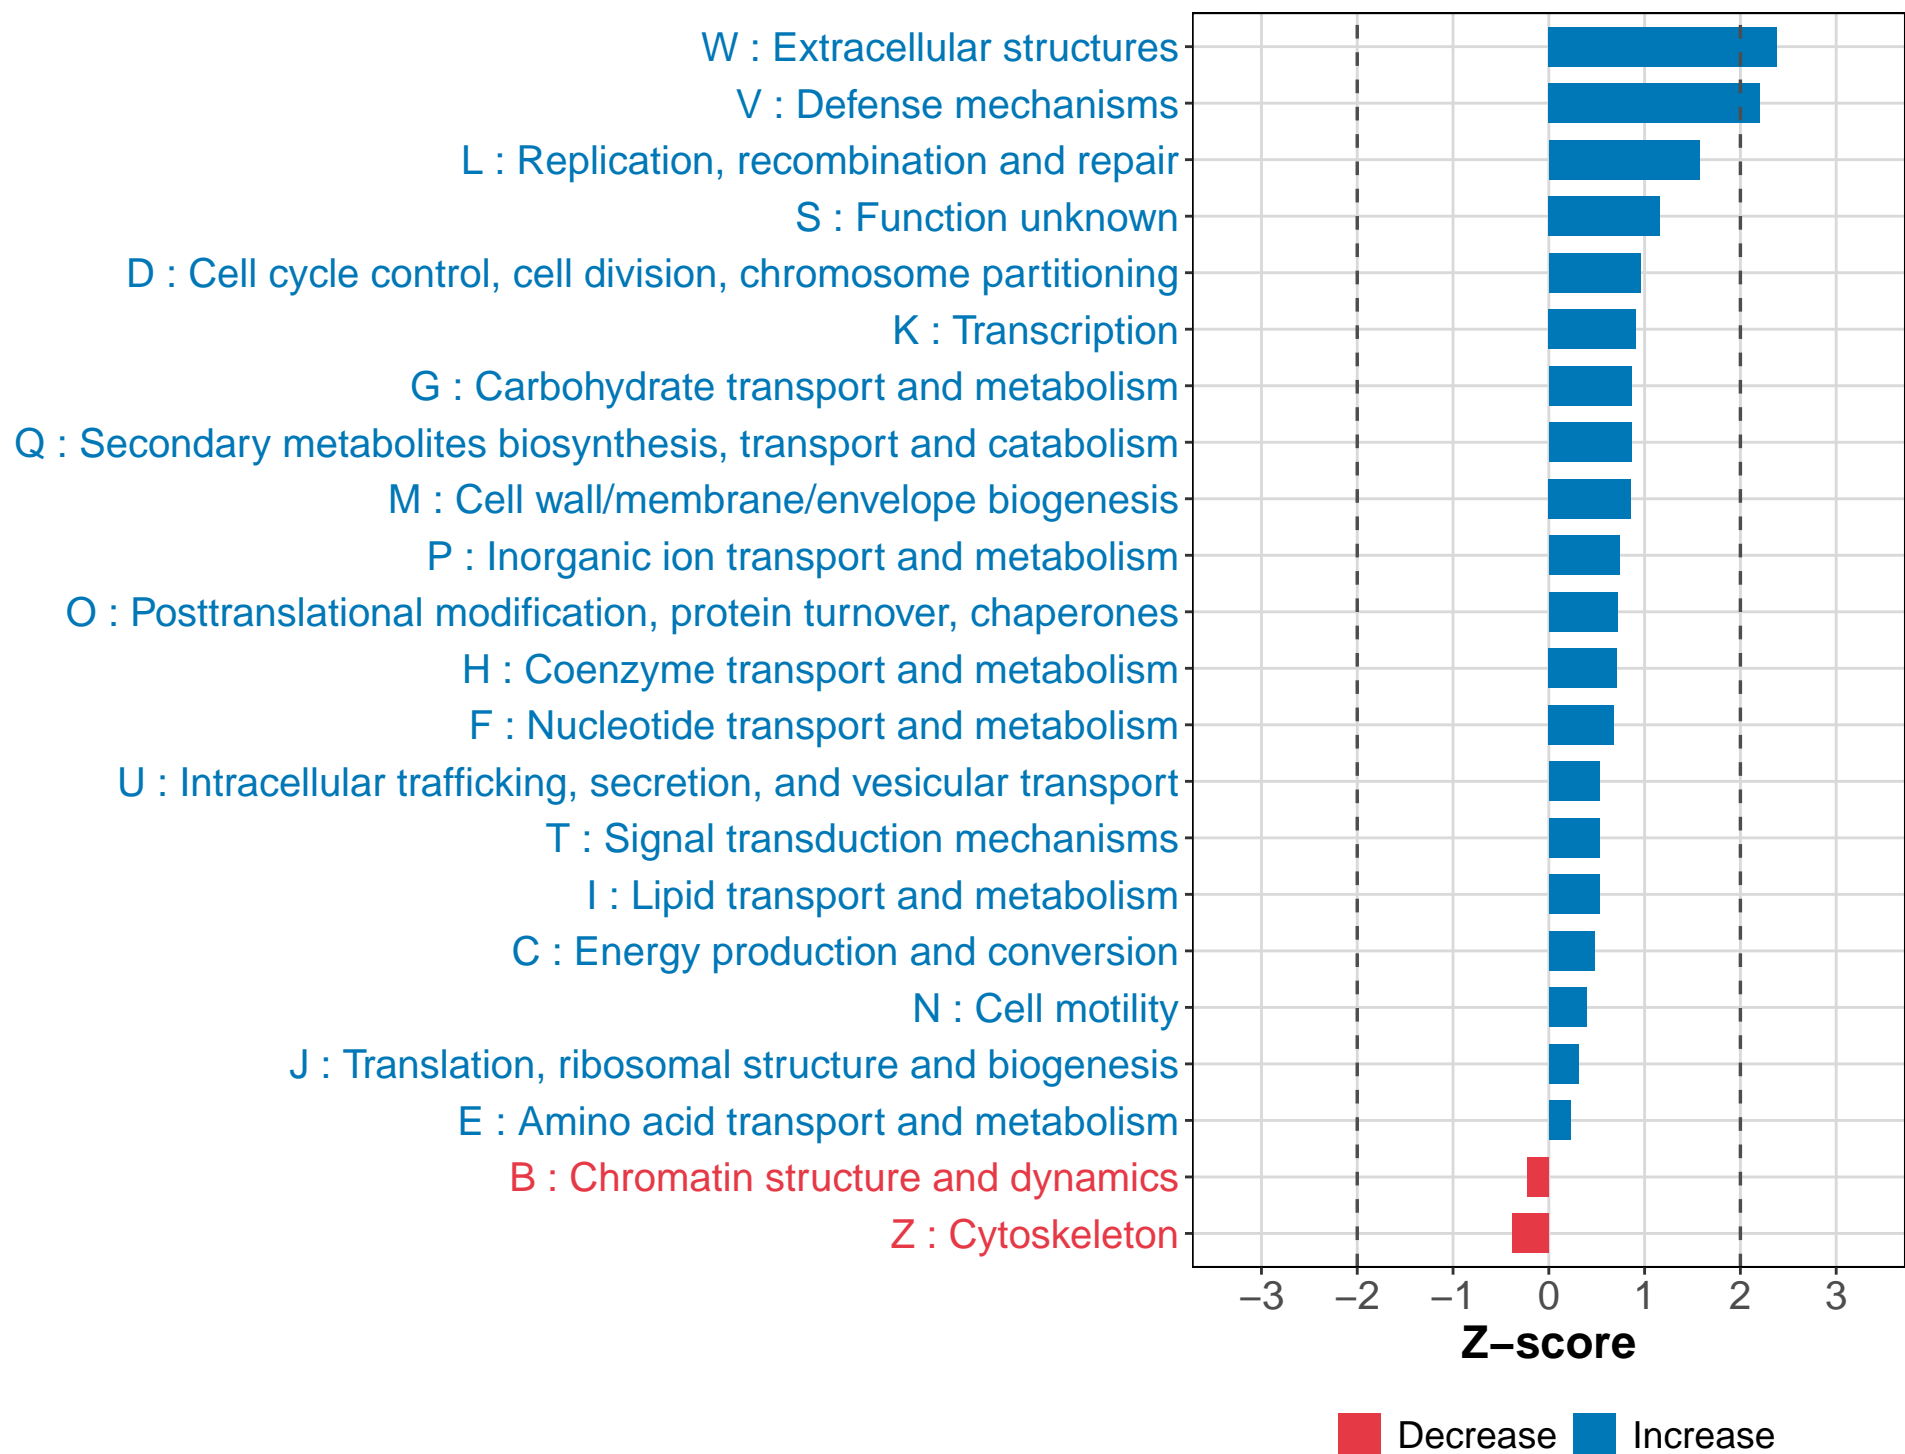 W : Extracellular structures
V : Defense mechanisms
L : Replication, recombination and repair
S : Function unknown
D : Cell cycle control, cell division, chromosome partitioning
K : Transcription
G : Carbohydrate transport and metabolism
Q : Secondary metabolites biosynthesis, transport and catabolism
M : Cell wall/membrane/envelope biogenesis
P : Inorganic ion transport and metabolism
O : Posttranslational modification, protein turnover, chaperones
H : Coenzyme transport and metabolism
F : Nucleotide transport and metabolism
U : Intracellular trafficking, secretion, and vesicular transport
T : Signal transduction mechanisms
I : Lipid transport and metabolism
C : Energy production and conversion
N : Cell motility
J : Translation, ribosomal structure and biogenesis
E : Amino acid transport and metabolism
B : Chromatin structure and dynamics
Z : Cytoskeleton
−3 −2 −1 0 1 2 3
Z−score
Decrease Increase